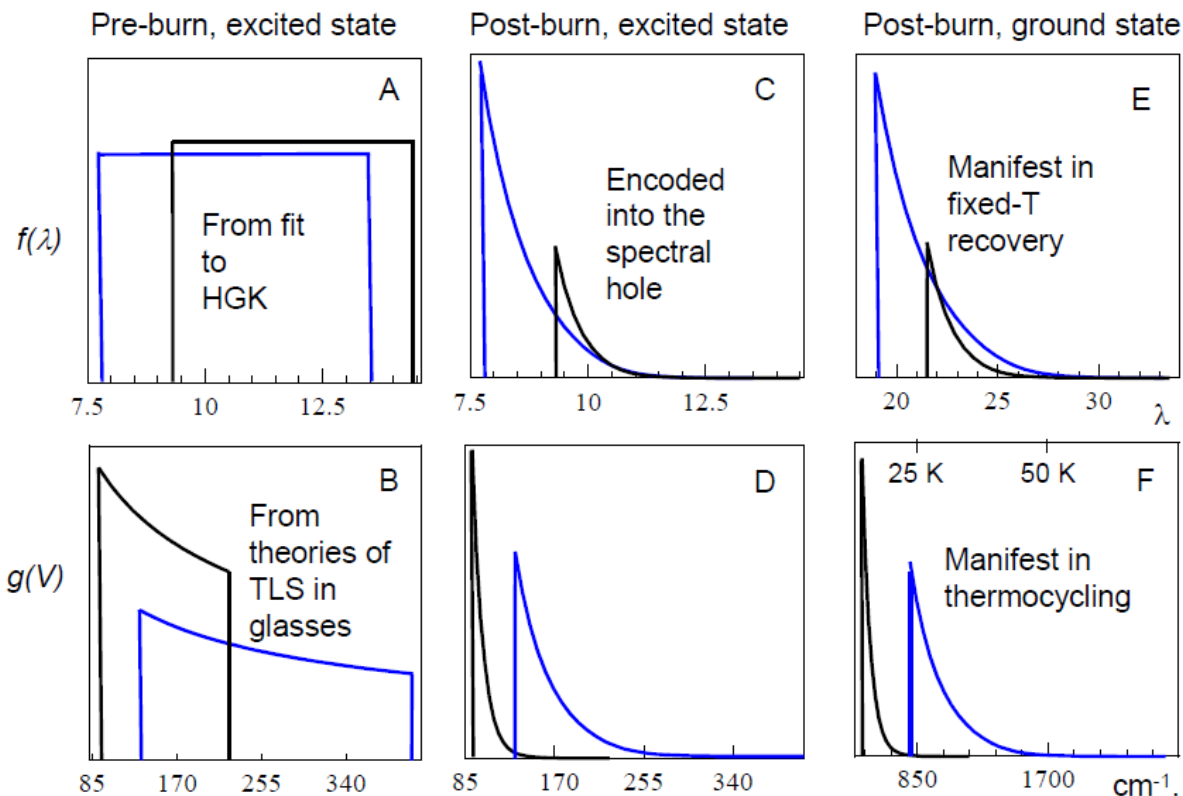 Pre-burn, excited state
Post-burn, excited state
Post-burn, ground state
A
C
E
f(λ)
From fit
to
HGK
Encoded
into the
spectral
hole
Manifest in
fixed-T
recovery
7.5 10 12.5
7.5 10 12.5
20 25 30 λ
B
D
25 K 50 K F
g(V)
From
theories of
TLS in
glasses
Manifest in
thermocycling
85 170 255 340
85 170 255 340
850 1700 cm⁻¹.